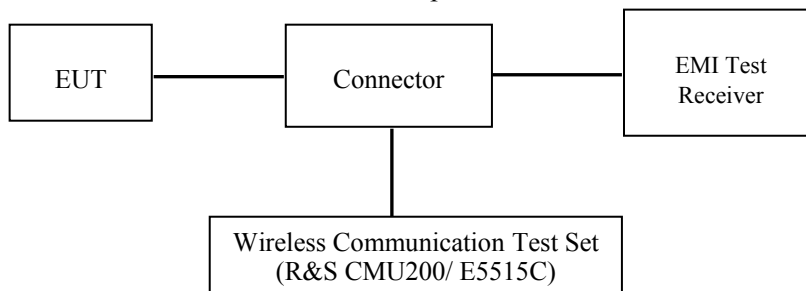 EUT
Connector
EMI Test
Receiver
Wireless Communication Test Set
(R&S CMU200/ E5515C)